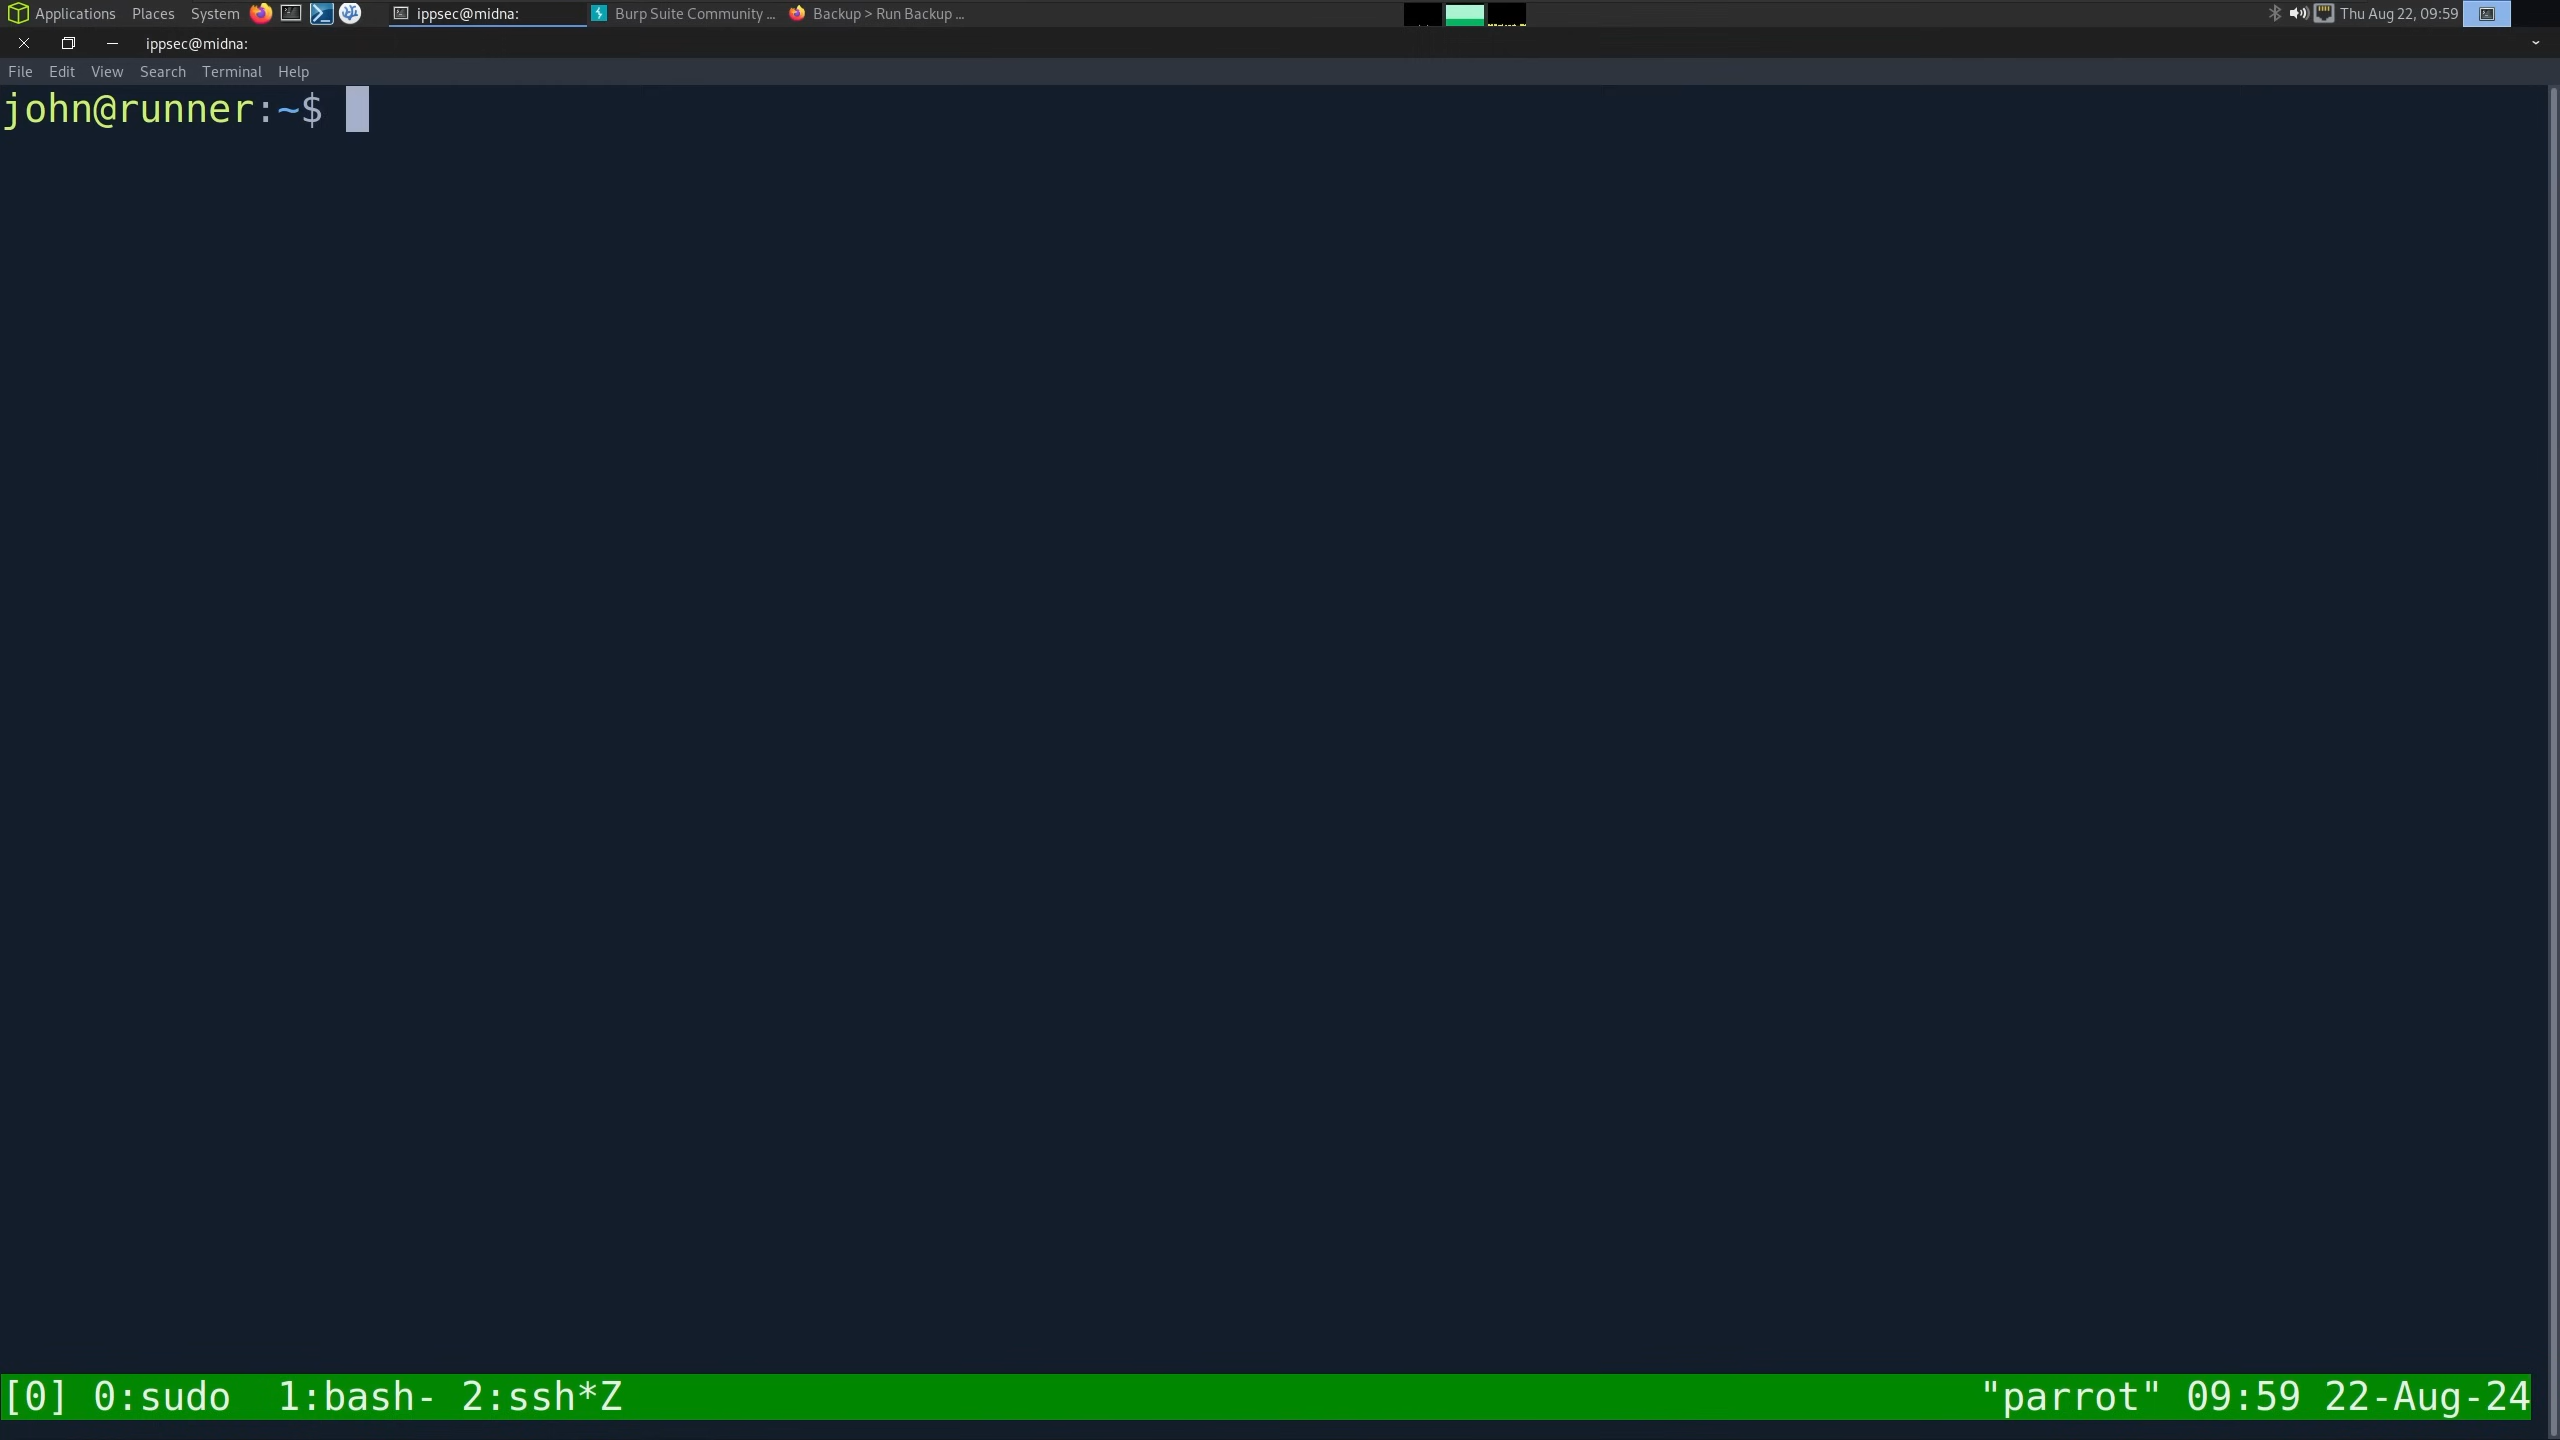 Applications Places System ippsec@midna: Burp Suite Community ... Backup > Run Backup ... Thu Aug 22, 09:59
ippsec@midna:
File Edit View Search Terminal Help
john@runner:~$
[0] 0:sudo 1:bash- 2:ssh*Z "parrot" 09:59 22-Aug-24